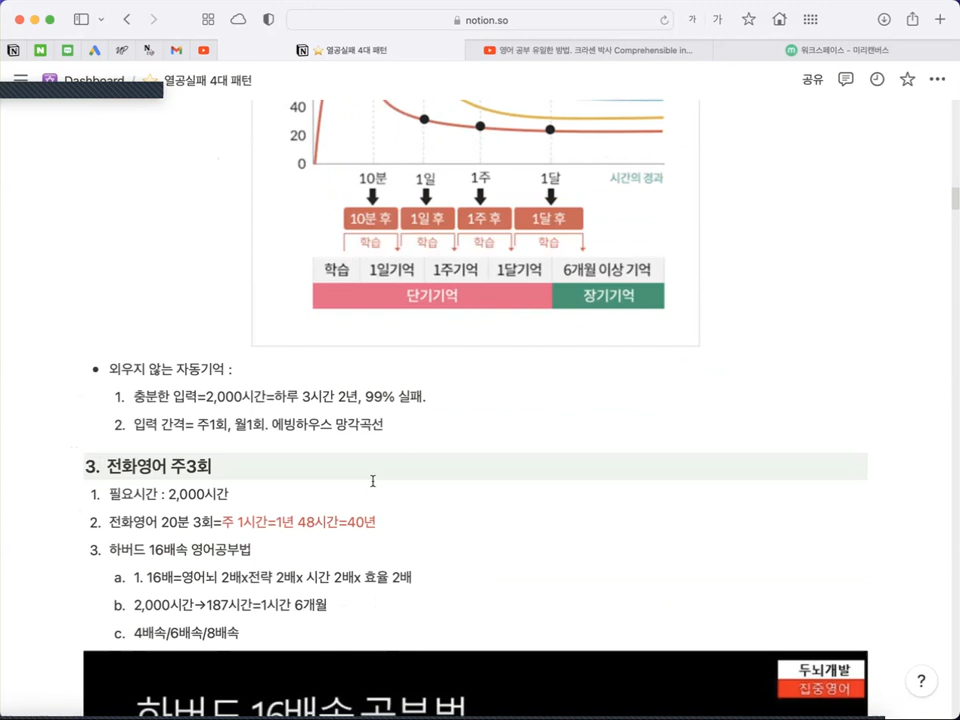 notion.so
가 가
열공실패 4대 패턴
영어 공부 유일한 방법. 크라센 박사 Comprehensible in...
워크스페이스 - 미리캔버스
Dashboard / 열공실패 4대 패턴
공유
40
20
0
10분 1일 1주 1달 시간의 경과
10분 후 1일 후 1주 후 1달 후
학습 학습 학습 학습
학습 1일기억 1주기억 1달기억 6개월 이상 기억
단기기억 장기기억
• 외우지 않는 자동기억 :
1. 충분한 입력=2,000시간=하루 3시간 2년, 99% 실패.
2. 입력 간격= 주1회, 월1회. 에빙하우스 망각곡선
3. 전화영어 주3회
1. 필요시간 : 2,000시간
2. 전화영어 20분 3회=주 1시간=1년 48시간=40년
3. 하버드 16배속 영어공부법
a. 1. 16배=영어뇌 2배x전략 2배x 시간 2배x 효율 2배
b. 2,000시간→187시간=1시간 6개월
c. 4배속/6배속/8배속
두뇌개발
집중영어
하버드 16배속 공부법
?